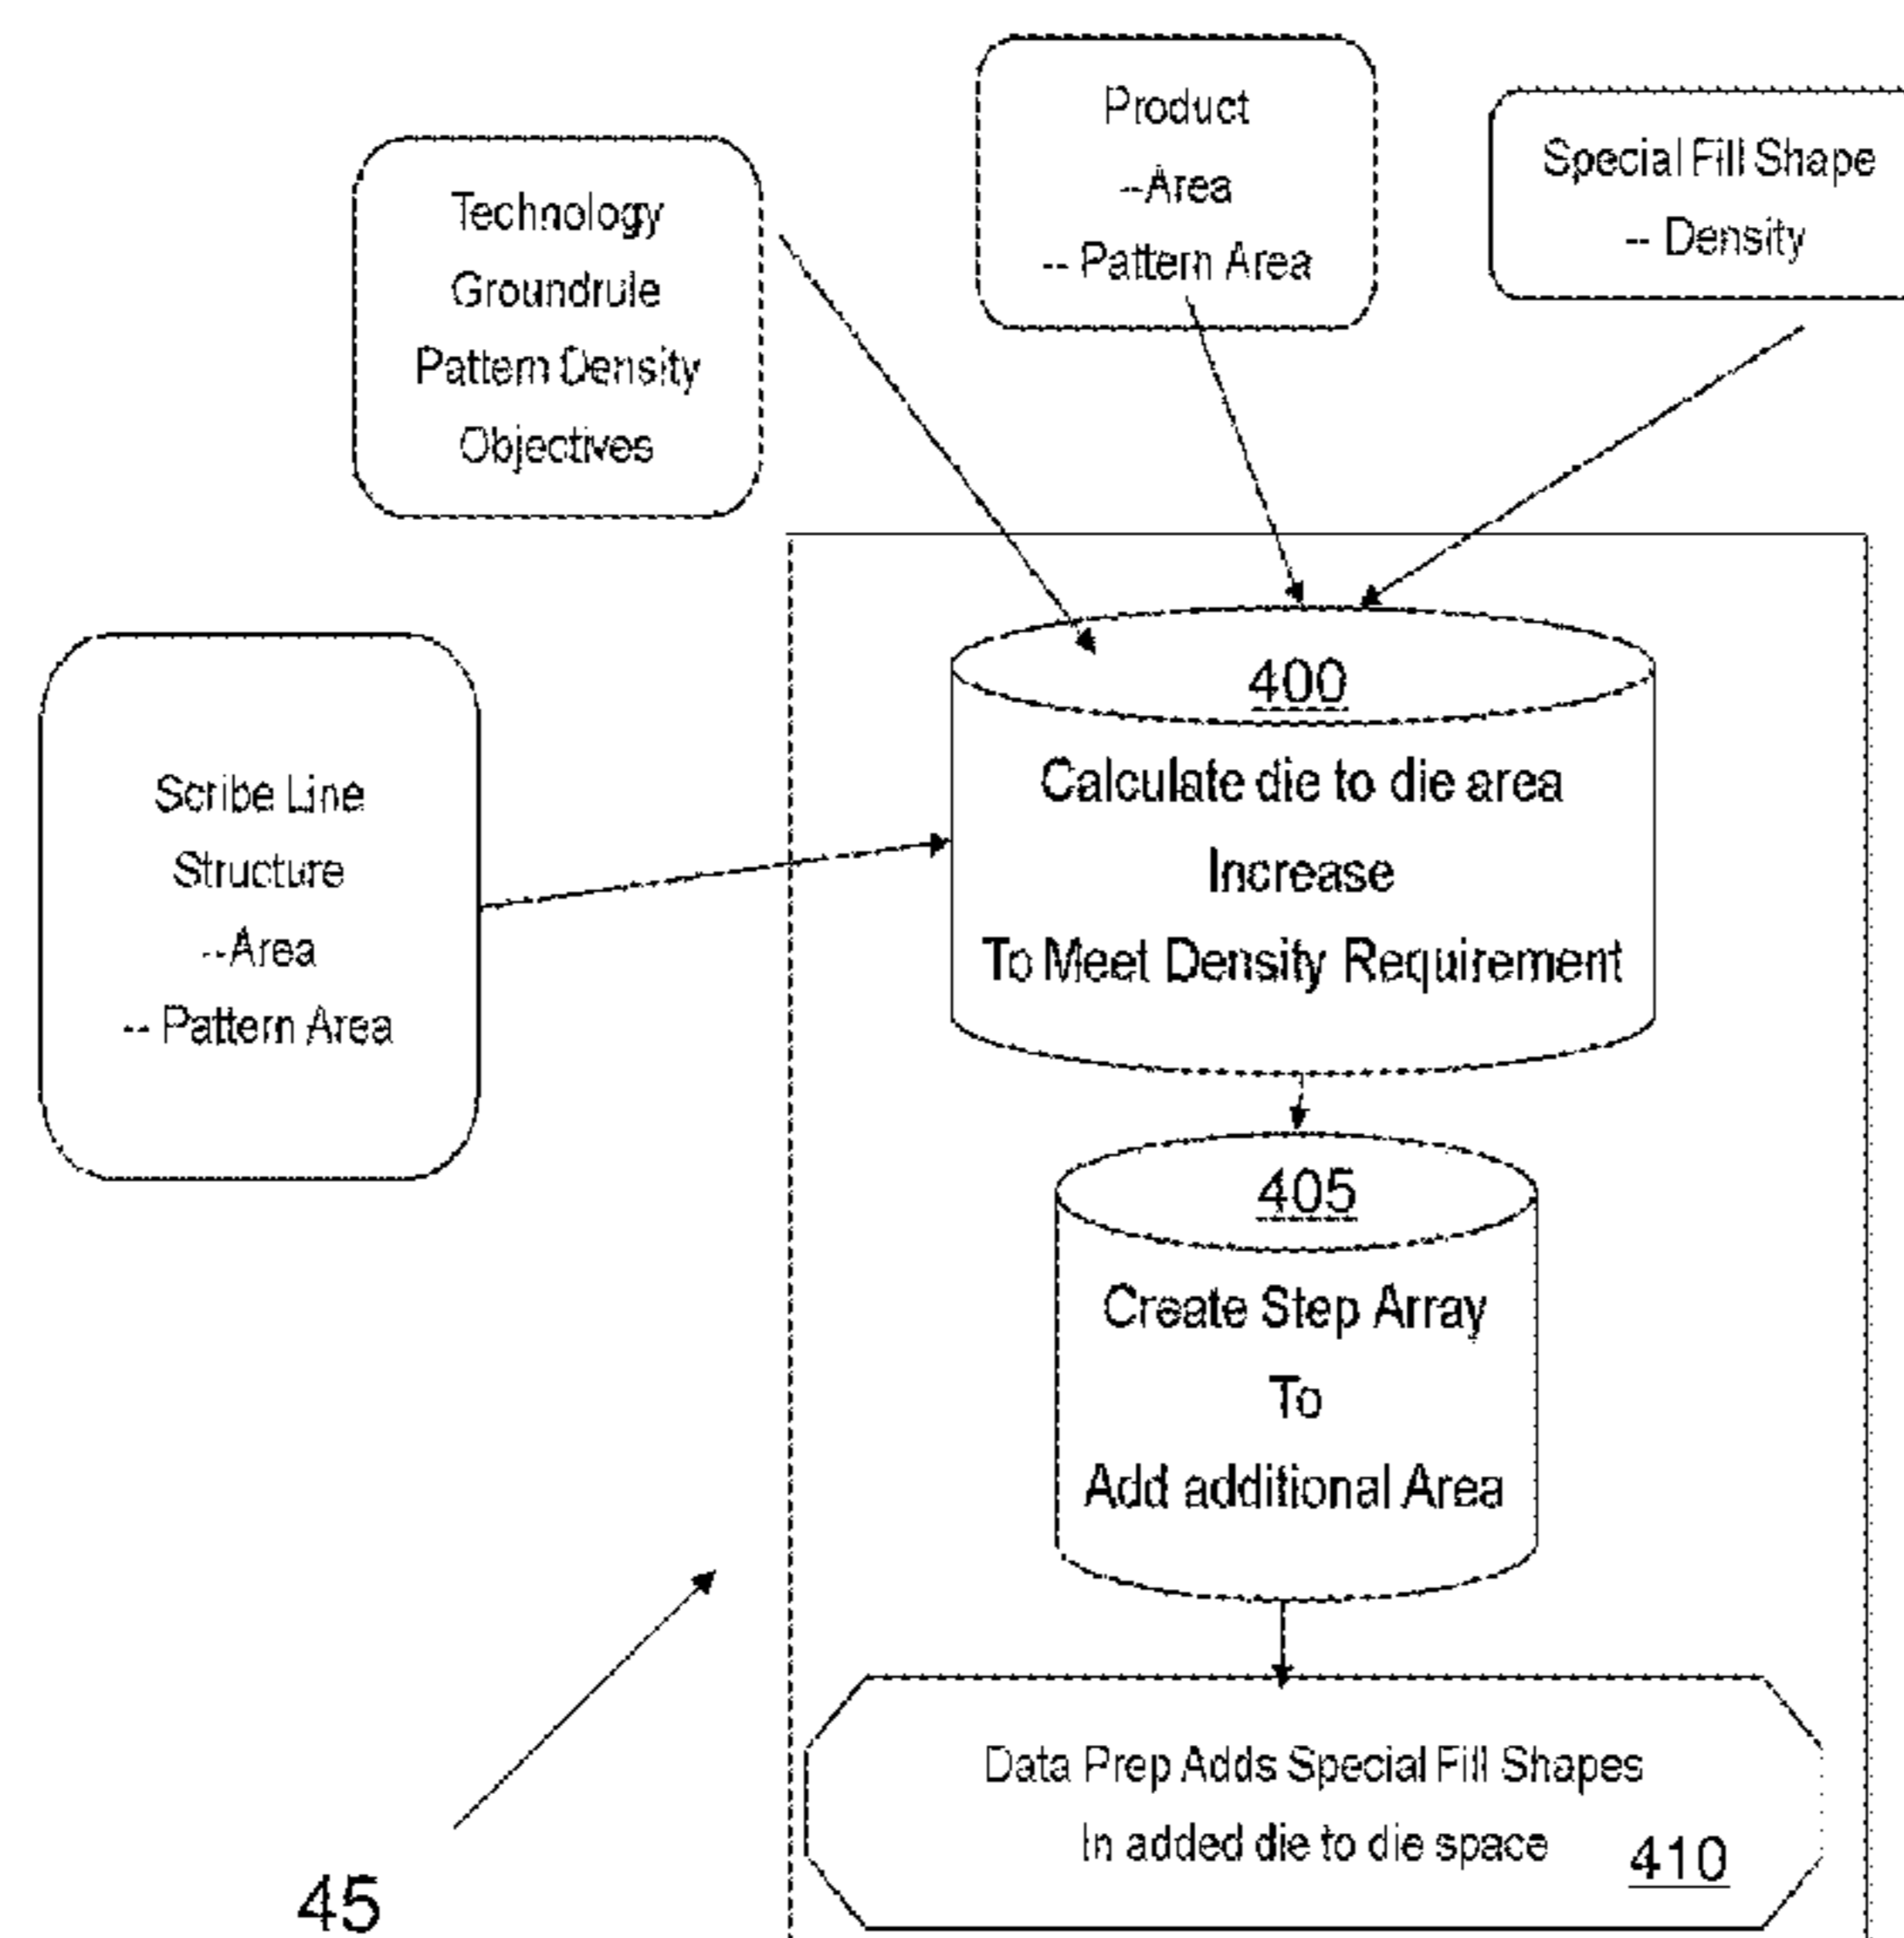 Product
--Area
-- Pattern Area
Special Fill Shape
-- Density
Technology
Groundrule
Pattern Density
Objectives
Scribe Line
Structure
--Area
-- Pattern Area
400
Calculate die to die area
Increase
To Meet Density Requirement
405
Create Step Array
To
Add additional Area
Data Prep Adds Special Fill Shapes
In added die to die space
410
45